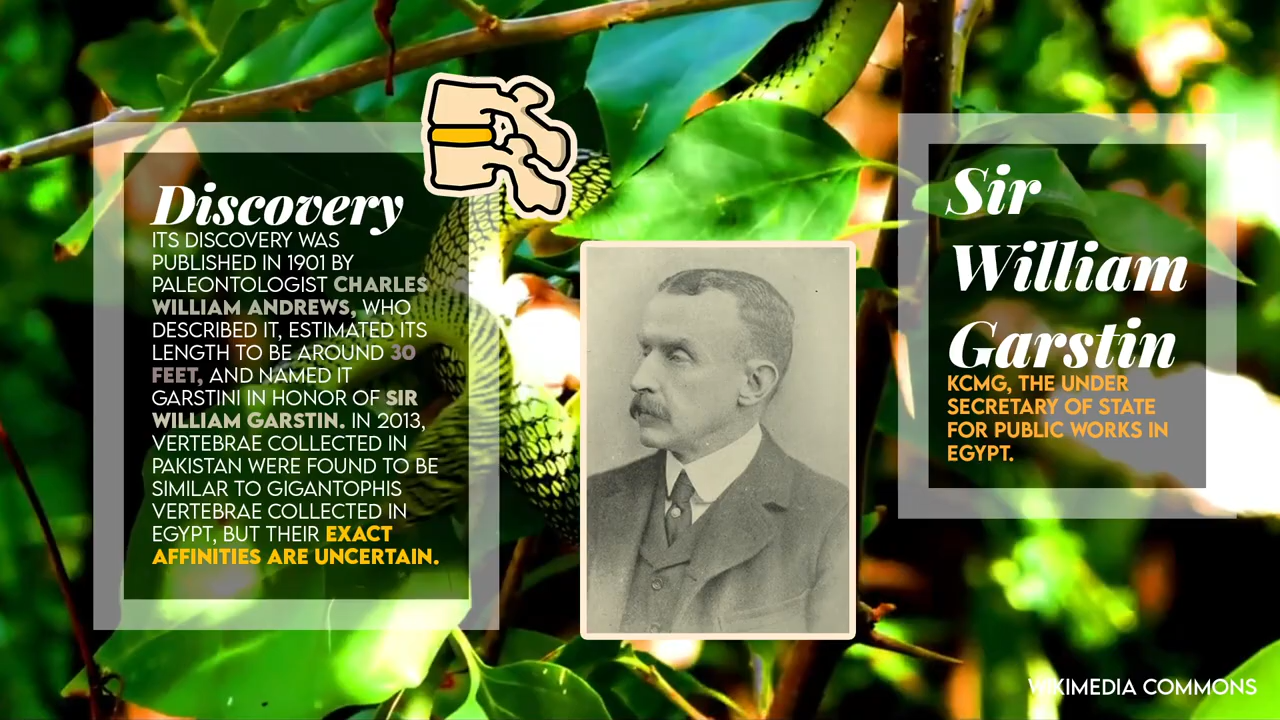 Discovery
ITS DISCOVERY WAS
PUBLISHED IN 1901 BY
PALEONTOLOGIST CHARLES
WILLIAM ANDREWS, WHO
DESCRIBED IT, ESTIMATED ITS
LENGTH TO BE AROUND 30
FEET, AND NAMED IT
GARSTINI IN HONOR OF SIR
WILLIAM GARSTIN. IN 2013,
VERTEBRAE COLLECTED IN
PAKISTAN WERE FOUND TO BE
SIMILAR TO GIGANTOPHIS
VERTEBRAE COLLECTED IN
EGYPT, BUT THEIR EXACT
AFFINITIES ARE UNCERTAIN.
Sir
William
Garstin
KCMG, THE UNDER
SECRETARY OF STATE
FOR PUBLIC WORKS IN
EGYPT.
WIKIMEDIA COMMONS